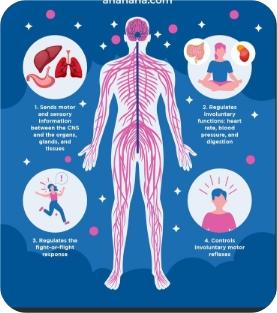 ananana.com
1. Sends motor
and sensory
information
between the CNS
and the organs,
glands, and
tissues
2. Regulates
involuntary
functions: heart
rate, blood
pressure, and
digestion
3. Regulates the
fight-or-flight
response
4. Controls
involuntary motor
reflexes